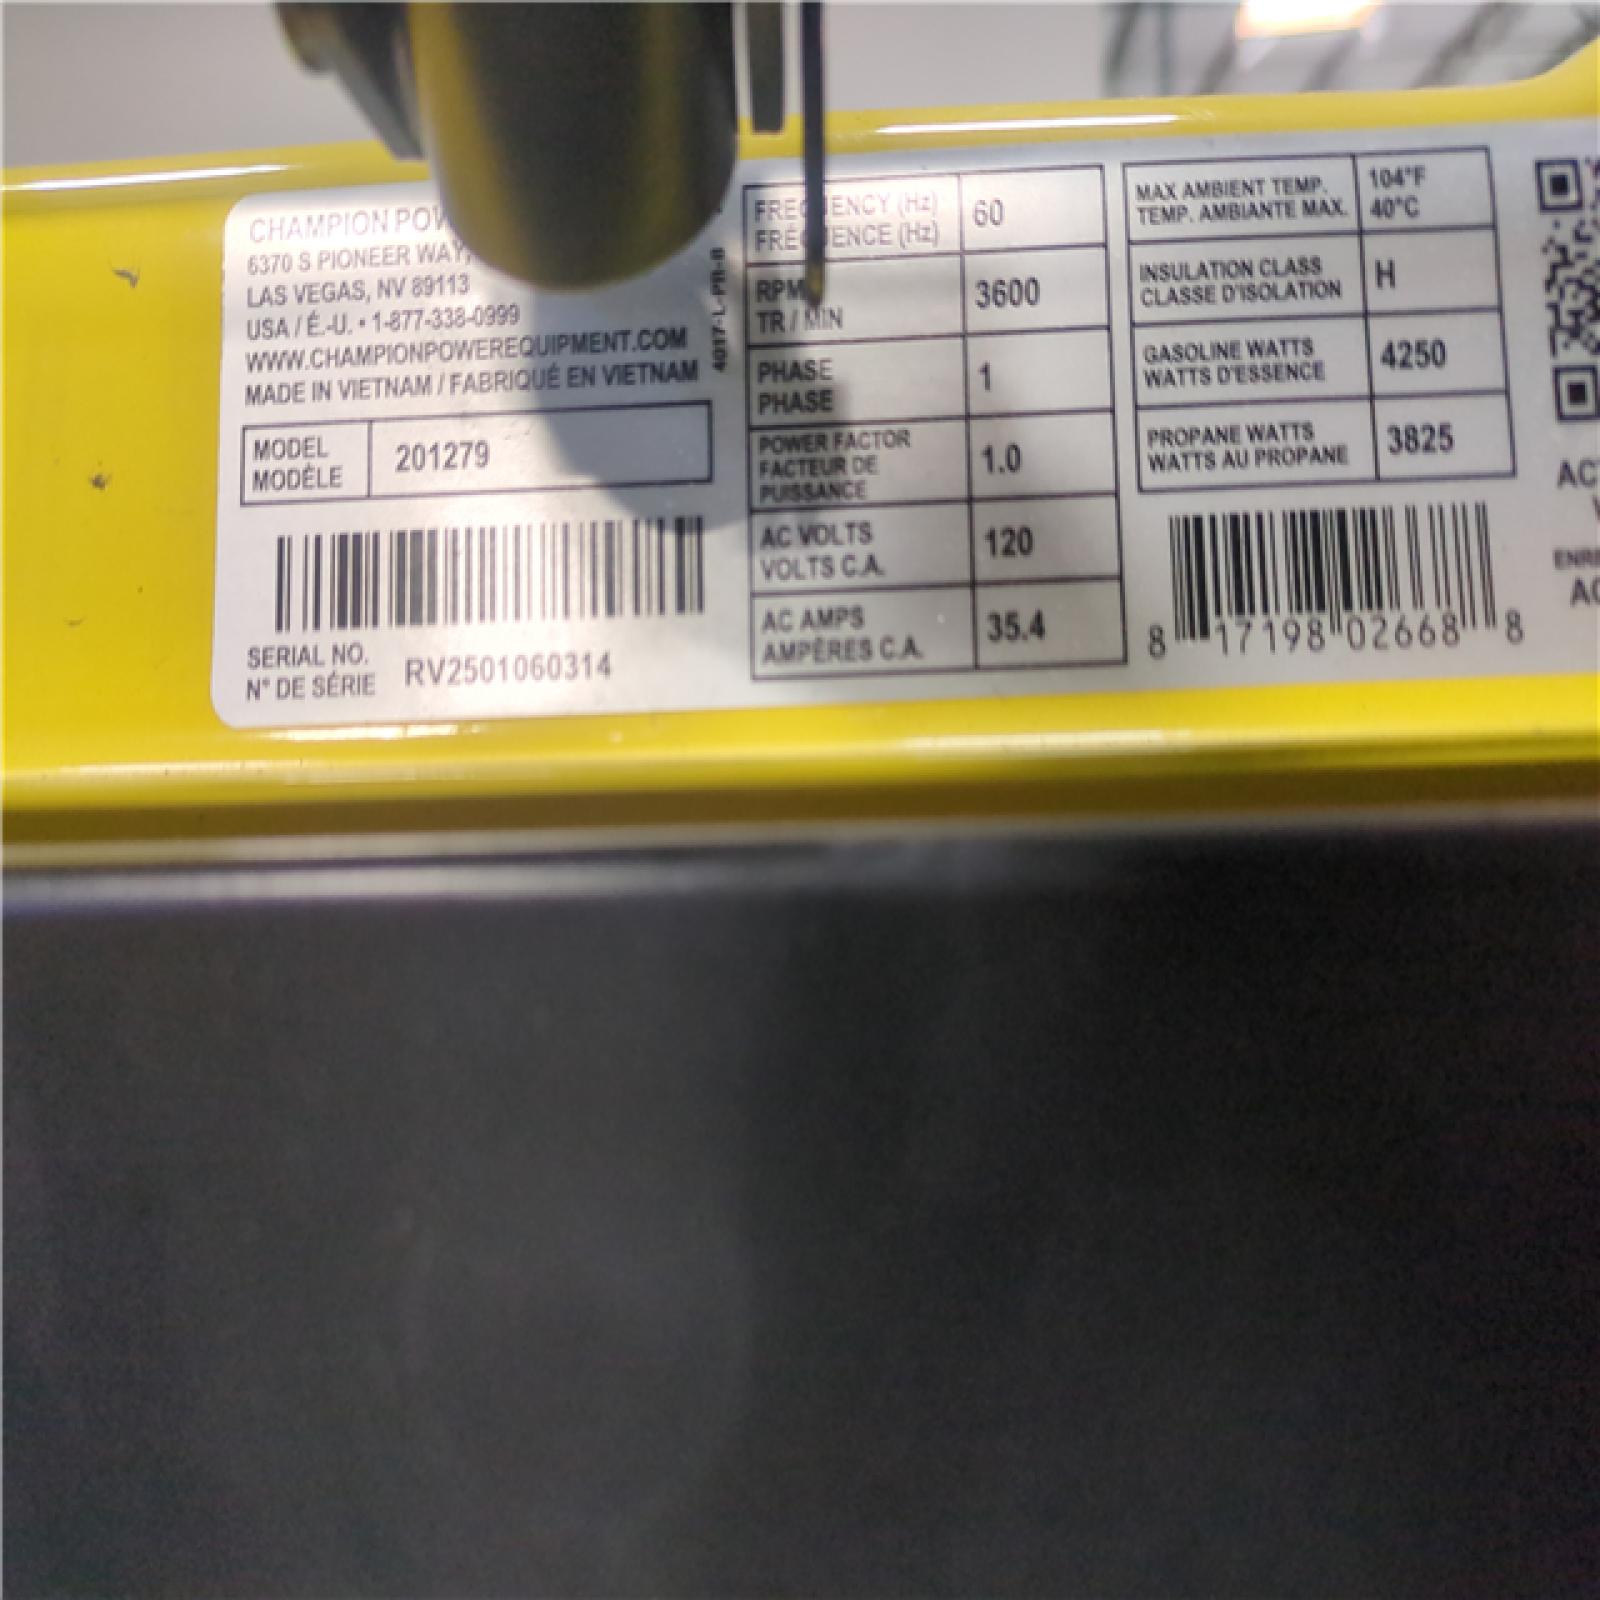 CHAMPION POW
6370 S PIONEER WAY,
LAS VEGAS, NV 89113
USA / É.-U. • 1-877-338-0999
WWW.CHAMPIONPOWEREQUIPMENT.COM
MADE IN VIETNAM / FABRIQUÉ EN VIETNAM
4017-L-PR-B
MODEL
MODÈLE
201279
SERIAL NO.
N° DE SÉRIE
RV2501060314
FREQUENCY (Hz)
FRÉQUENCE (Hz)
60
RPM
TR / MIN
3600
PHASE
PHASE
1
POWER FACTOR
FACTEUR DE
PUISSANCE
1.0
AC VOLTS
VOLTS C.A.
120
AC AMPS
AMPÈRES C.A.
35.4
MAX AMBIENT TEMP.
TEMP. AMBIANTE MAX.
104°F
40°C
INSULATION CLASS
CLASSE D'ISOLATION
H
GASOLINE WATTS
WATTS D'ESSENCE
4250
PROPANE WATTS
WATTS AU PROPANE
3825
8 17198 02668 8